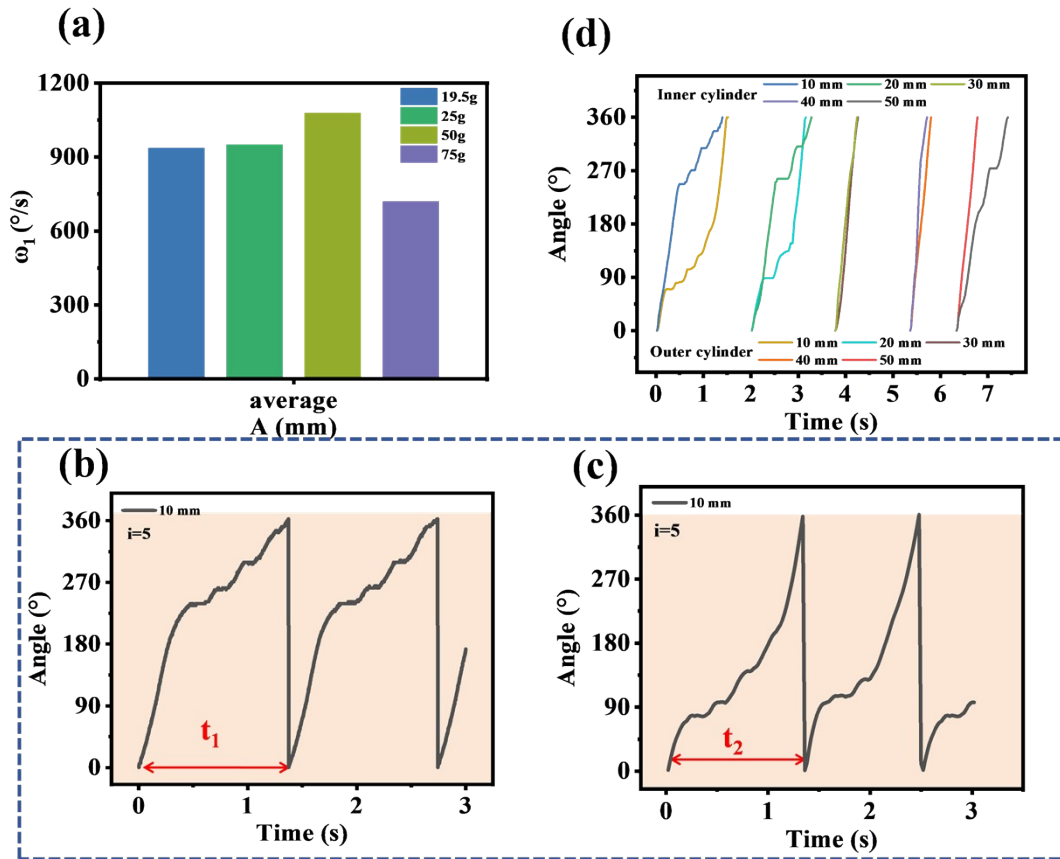 (a)
1200
900
600
300
0
ω1 (°/s)
19.5g
25g
50g
75g
average
A (mm)
(d)
Inner cylinder
10 mm
20 mm
30 mm
40 mm
50 mm
360
270
180
90
0
Angle (°)
Outer cylinder
10 mm
20 mm
30 mm
40 mm
50 mm
0 1 2 3 4 5 6 7
Time (s)
(b)
10 mm
i=5
360
270
180
90
0
Angle (°)
t1
0 1 2 3
Time (s)
(c)
10 mm
i=5
360
270
180
90
0
Angle (°)
t2
0 1 2 3
Time (s)